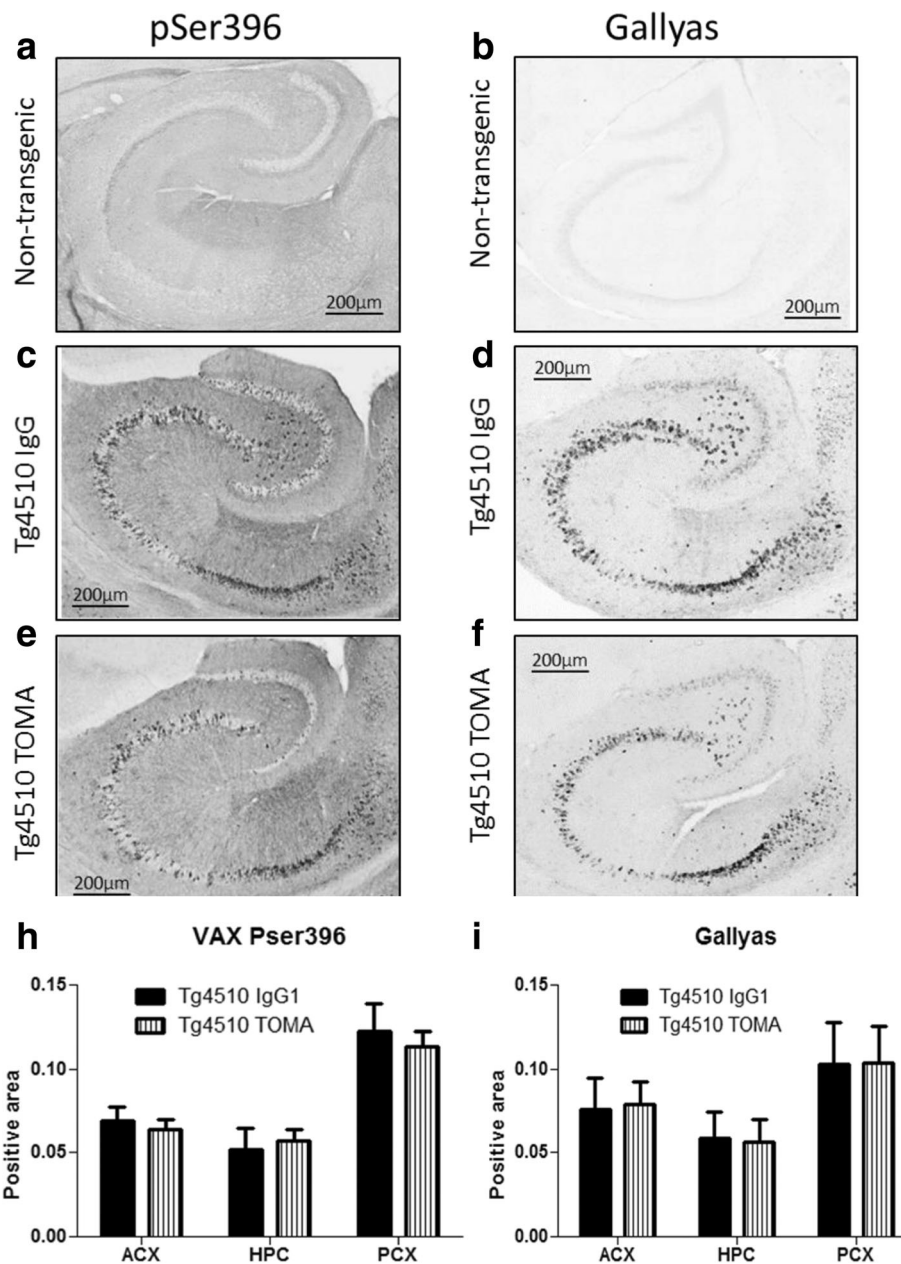 pSer396
Gallyas
a
b
Non-transgenic
Non-transgenic
200µm
200µm
c
d
Tg4510 IgG
Tg4510 IgG
200µm
200µm
e
f
Tg4510 TOMA
Tg4510 TOMA
200µm
200µm
h
VAX Pser396
Positive area
0.15
0.10
0.05
0.00
Tg4510 IgG1
Tg4510 TOMA
ACX HPC PCX
i
Gallyas
Positive area
0.15
0.10
0.05
0.00
Tg4510 IgG1
Tg4510 TOMA
ACX HPC PCX